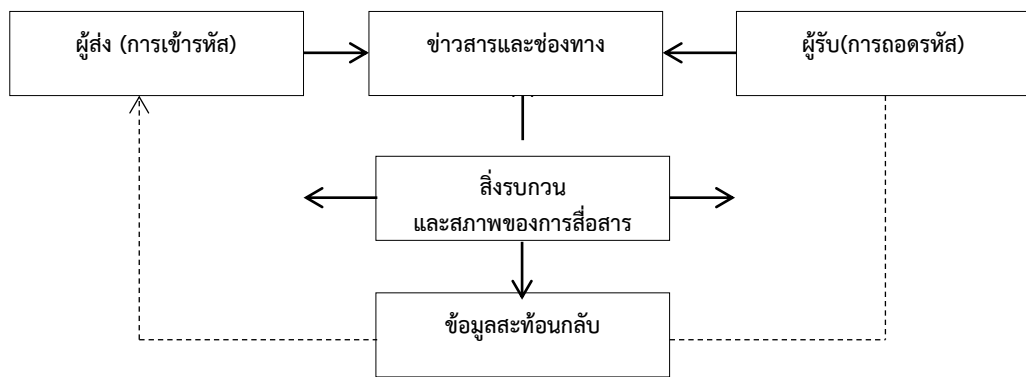 ผู้ส่ง (การเข้ารหัส)
ข่าวสารและช่องทาง
ผู้รับ(การถอดรหัส)
สิ่งรบกวน
และสภาพของการสื่อสาร
ข้อมูลสะท้อนกลับ